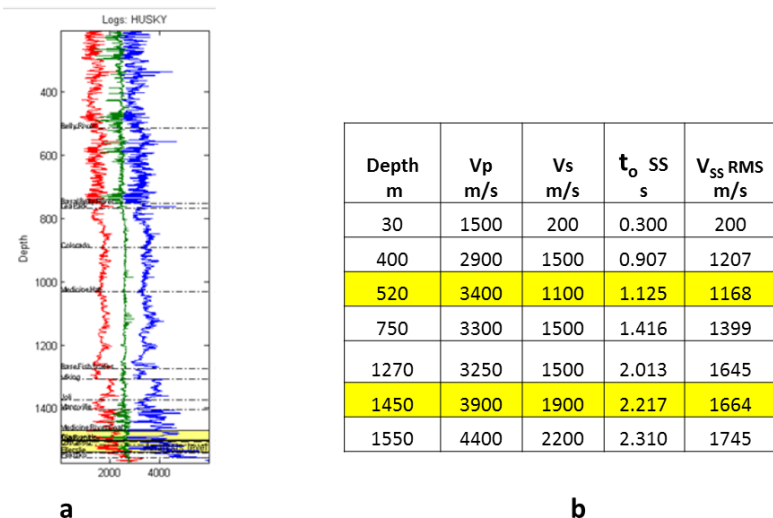 Logs: HUSKY
400
600
800
Colorado
1000
Medicine Hat
1200
Viking
Joli
1400
Depth
2000 4000
a
Depth m Vp m/s Vs m/s to SS s VSS RMS m/s
30 1500 200 0.300 200
400 2900 1500 0.907 1207
520 3400 1100 1.125 1168
750 3300 1500 1.416 1399
1270 3250 1500 2.013 1645
1450 3900 1900 2.217 1664
1550 4400 2200 2.310 1745
b